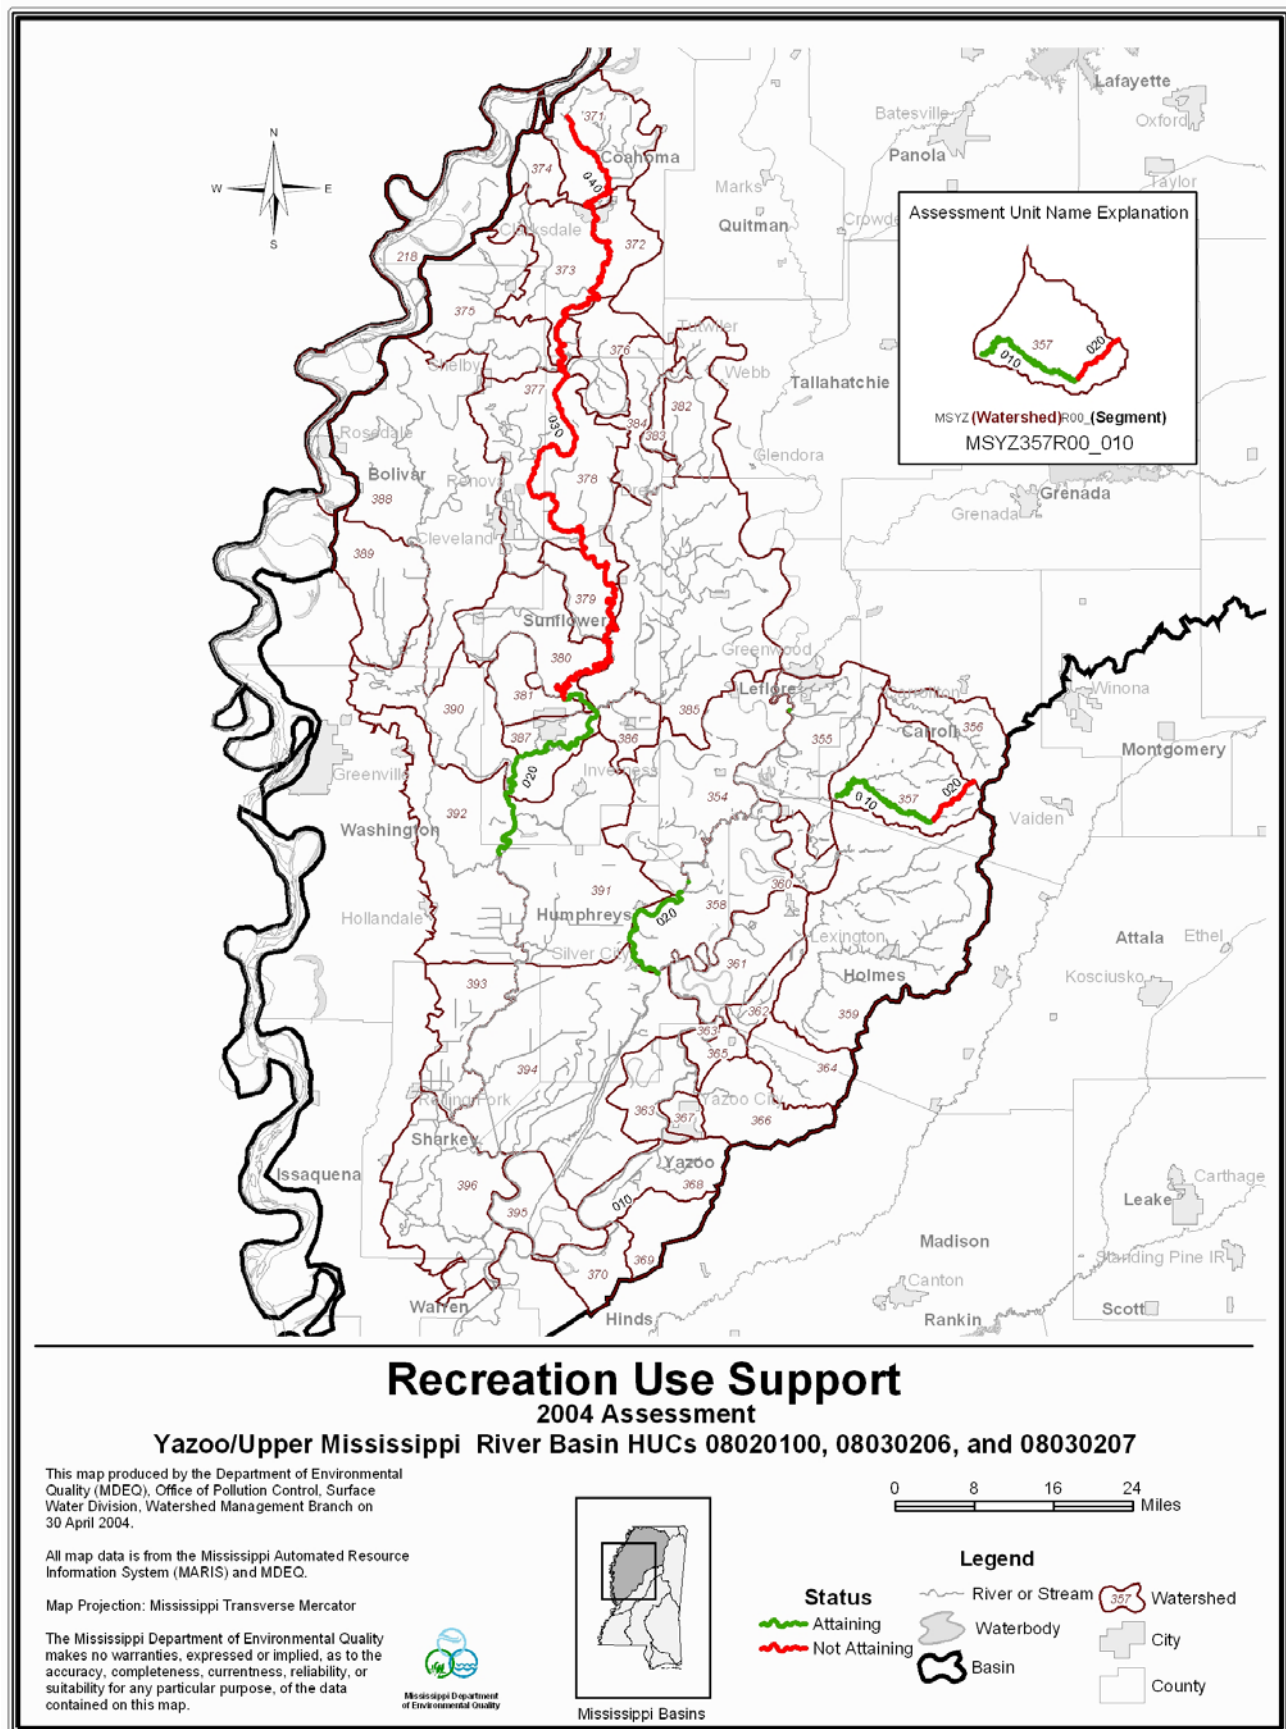 N
W
E
S
Lafayette
Batesville
Oxford
Panola
Taylor
Marks
Quitman
Crowde
371
Coahoma
374
040
Clarksdale
372
218
373
375
Assessment Unit Name Explanation
357
010
020
MSYZ (Watershed)R00_(Segment)
MSYZ357R00_010
Tutwiler
376
Shelby
Webb
Tallahatchie
377
382
384
383
030
Rosedale
Glendora
Bolivar
388
Renova
378
Drew
Grenada
Grenada
Cleveland
389
379
Sunflower
380
Greenwood
Leflore
Carrollton
Winona
381
390
385
356
387
386
355
Carroll
Montgomery
Greenville
Inverness
020
354
010
357
020
392
Washington
Vaiden
391
360
Hollandale
Humphreys
020
358
Silver City
Lexington
Attala
Ethel
361
Holmes
Kosciusko
393
362
359
363
365
394
364
Rolling Fork
Yazoo City
363
367
366
Sharkey
Issaquena
Yazoo
396
368
010
395
Carthage
Leake
Madison
369
370
Standing Pine IR
Canton
Warren
Hinds
Rankin
Scott
Recreation Use Support
2004 Assessment
Yazoo/Upper Mississippi River Basin HUCs 08020100, 08030206, and 08030207
This map produced by the Department of Environmental
Quality (MDEQ), Office of Pollution Control, Surface
Water Division, Watershed Management Branch on
30 April 2004.
All map data is from the Mississippi Automated Resource
Information System (MARIS) and MDEQ.
Map Projection: Mississippi Transverse Mercator
The Mississippi Department of Environmental Quality
makes no warranties, expressed or implied, as to the
accuracy, completeness, currentness, reliability, or
suitability for any particular purpose, of the data
contained on this map.
Mississippi Department
of Environmental Quality
Mississippi Basins
0 8 16 24
Miles
Legend
Status
Attaining
Not Attaining
River or Stream
Waterbody
Basin
357
Watershed
City
County